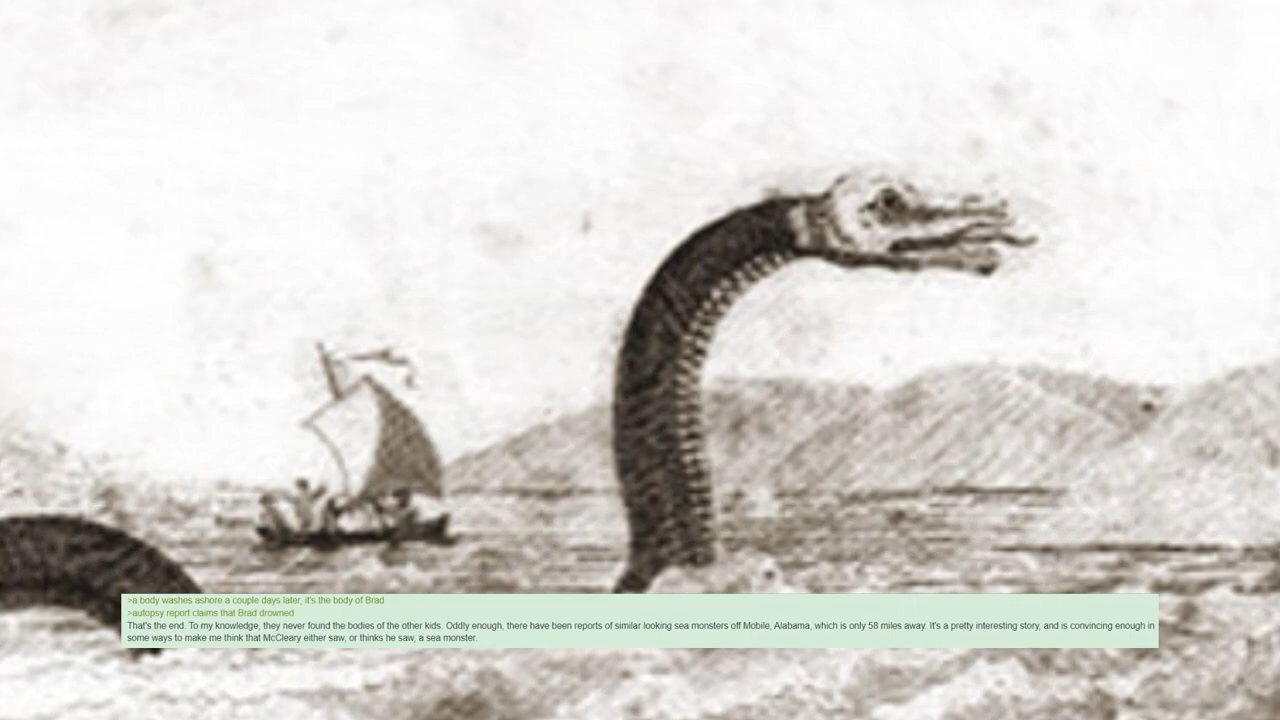 >a body washes ashore a couple days later, it's the body of Brad
>autopsy report claims that Brad drowned
That's the end. To my knowledge, they never found the bodies of the other kids. Oddly enough, there have been reports of similar looking sea monsters off Mobile, Alabama, which is only 58 miles away. It's a pretty interesting story, and is convincing enough in
some ways to make me think that McCleary either saw, or thinks he saw, a sea monster.